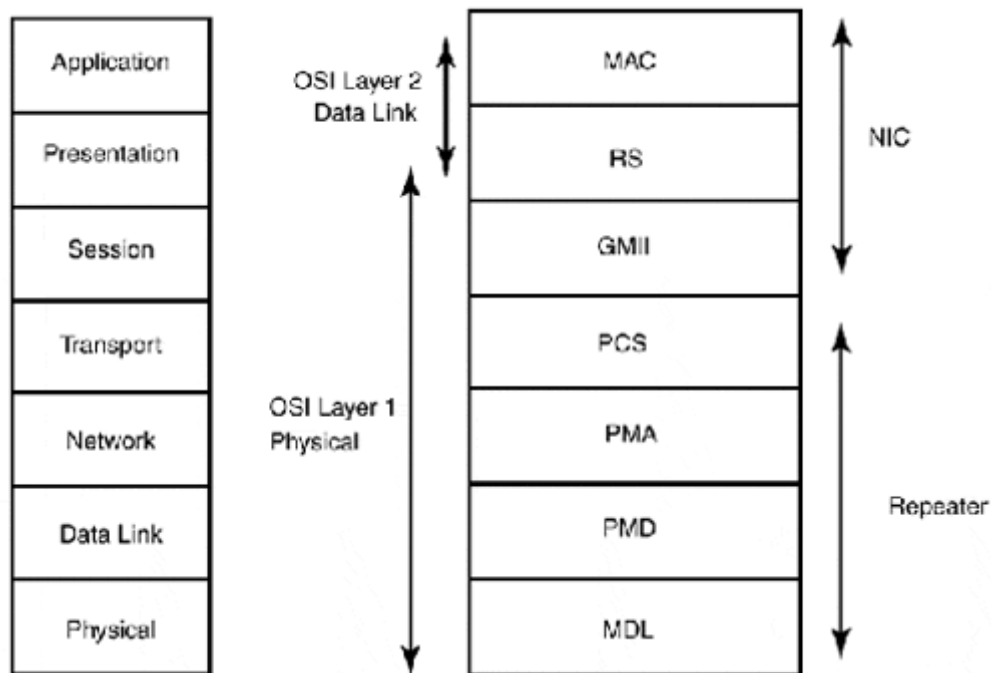 Application
Presentation
Session
Transport
Network
Data Link
Physical
OSI Layer 2
Data Link
OSI Layer 1
Physical
MAC
RS
GMII
PCS
PMA
PMD
MDL
NIC
Repeater